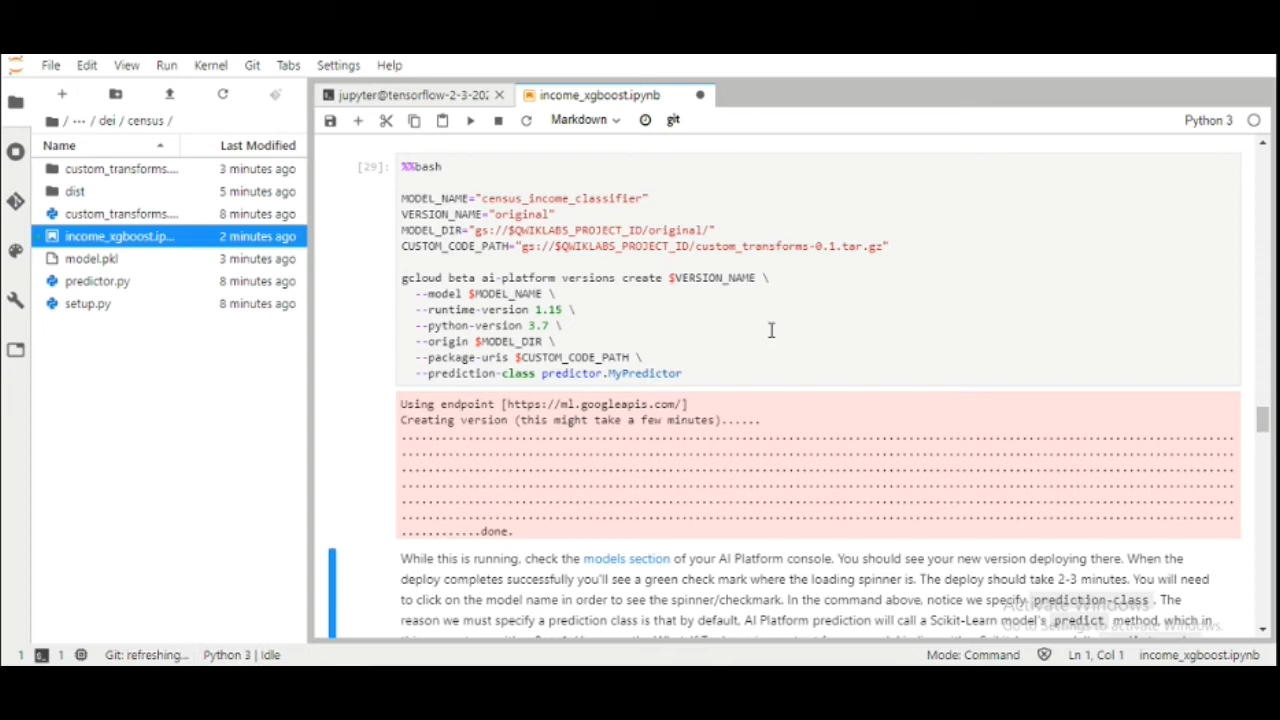 File Edit View Run Kernel Git Tabs Settings Help
jupyter@tensorflow-2-3-202
income_xgboost.ipynb
/ ··· / dei / census /
Markdown
git
Python 3
Name Last Modified
custom_transforms.... 3 minutes ago
dist 5 minutes ago
custom_transforms.... 8 minutes ago
income_xgboost.ip... 2 minutes ago
model.pkl 3 minutes ago
predictor.py 8 minutes ago
setup.py 8 minutes ago
[29]: %%bash
MODEL_NAME="census_income_classifier"
VERSION_NAME="original"
MODEL_DIR="gs://$QWIKLABS_PROJECT_ID/original/"
CUSTOM_CODE_PATH="gs://$QWIKLABS_PROJECT_ID/custom_transforms-0.1.tar.gz"
gcloud beta ai-platform versions create $VERSION_NAME \
--model $MODEL_NAME \
--runtime-version 1.15 \
--python-version 3.7 \
--origin $MODEL_DIR \
--package-uris $CUSTOM_CODE_PATH \
--prediction-class predictor.MyPredictor
Using endpoint [https://ml.googleapis.com/]
Creating version (this might take a few minutes)......
............done.
While this is running, check the models section of your AI Platform console. You should see your new version deploying there. When the
deploy completes successfully you'll see a green check mark where the loading spinner is. The deploy should take 2-3 minutes. You will need
to click on the model name in order to see the spinner/checkmark. In the command above, notice we specify prediction-class . The
reason we must specify a prediction class is that by default, AI Platform prediction will call a Scikit-Learn model's predict method, which in
Activate Windows
Go to Settings to activate Windows.
1 1 Git: refreshing... Python 3 | Idle Mode: Command Ln 1, Col 1 income_xgboost.ipynb